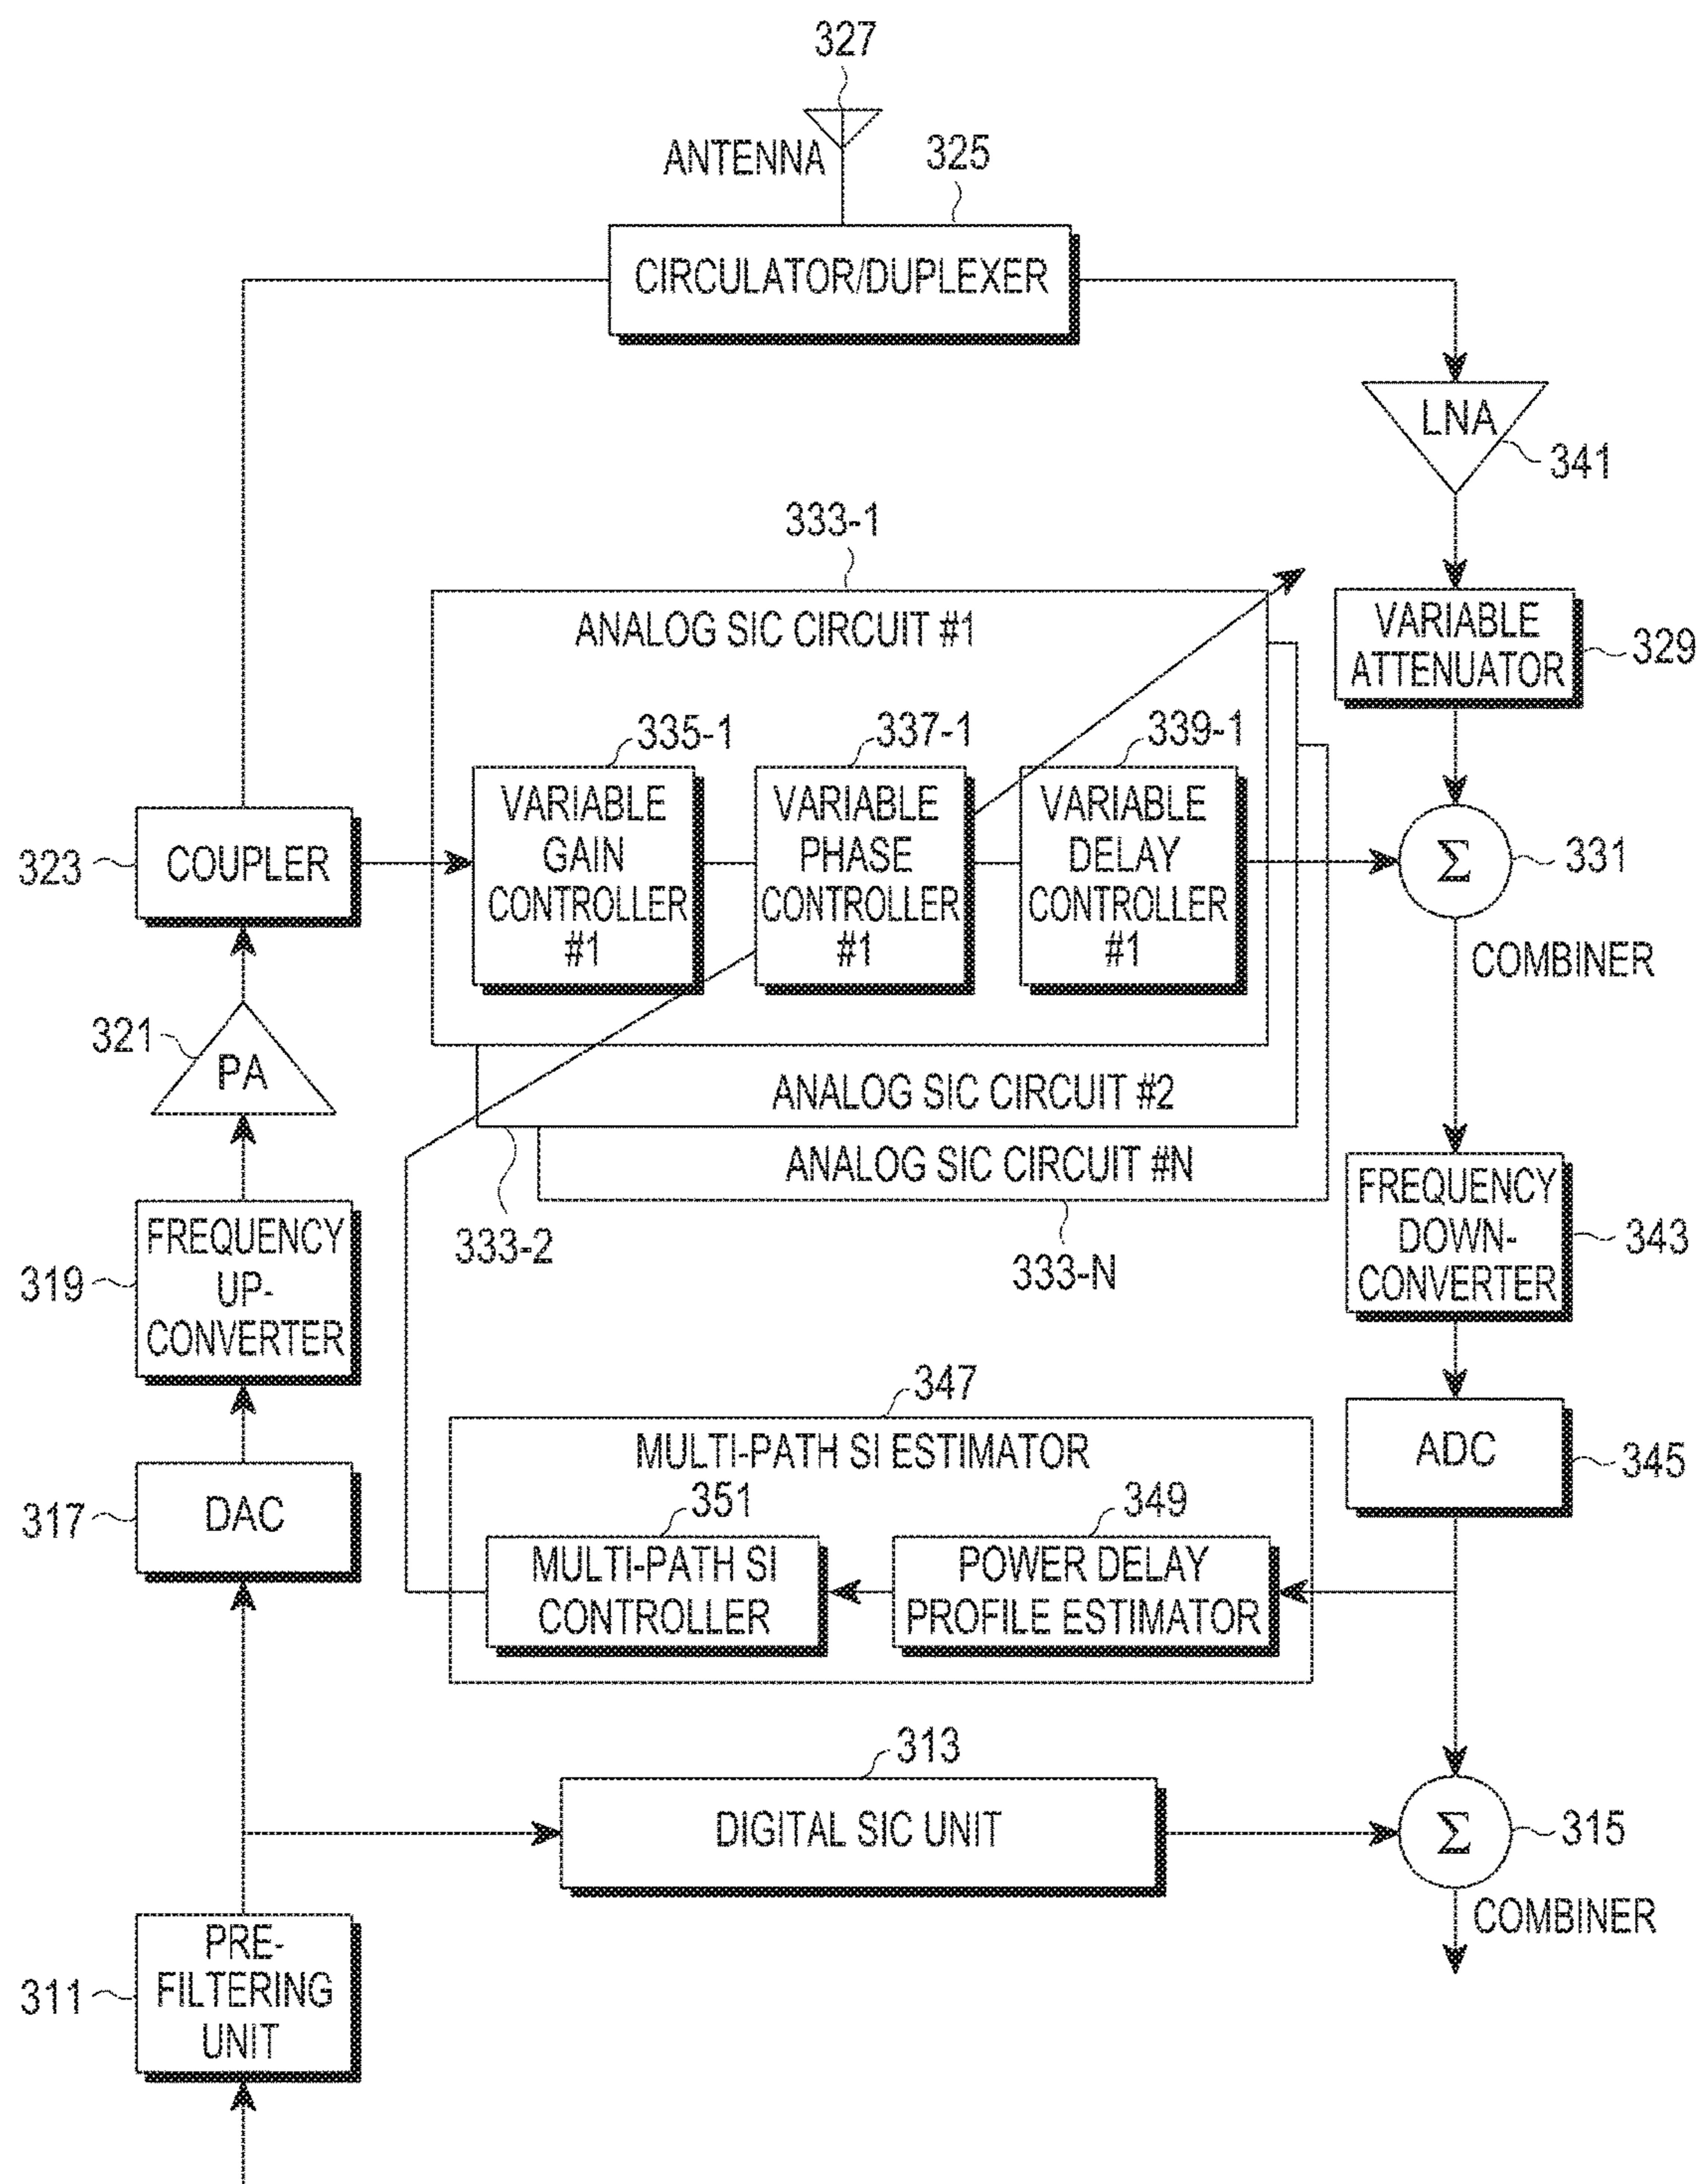 327
ANTENNA
325
CIRCULATOR/DUPLEXER
LNA
341
333-1
ANALOG SIC CIRCUIT #1
VARIABLE
ATTENUATOR
329
335-1
337-1
339-1
VARIABLE
GAIN
CONTROLLER
#1
VARIABLE
PHASE
CONTROLLER
#1
VARIABLE
DELAY
CONTROLLER
#1
323
COUPLER
Σ
331
COMBINER
321
PA
ANALOG SIC CIRCUIT #2
ANALOG SIC CIRCUIT #N
333-2
333-N
319
FREQUENCY
UP-
CONVERTER
FREQUENCY
DOWN-
CONVERTER
343
347
MULTI-PATH SI ESTIMATOR
ADC
345
317
DAC
351
349
MULTI-PATH SI
CONTROLLER
POWER DELAY
PROFILE ESTIMATOR
313
DIGITAL SIC UNIT
Σ
315
COMBINER
311
PRE-
FILTERING
UNIT